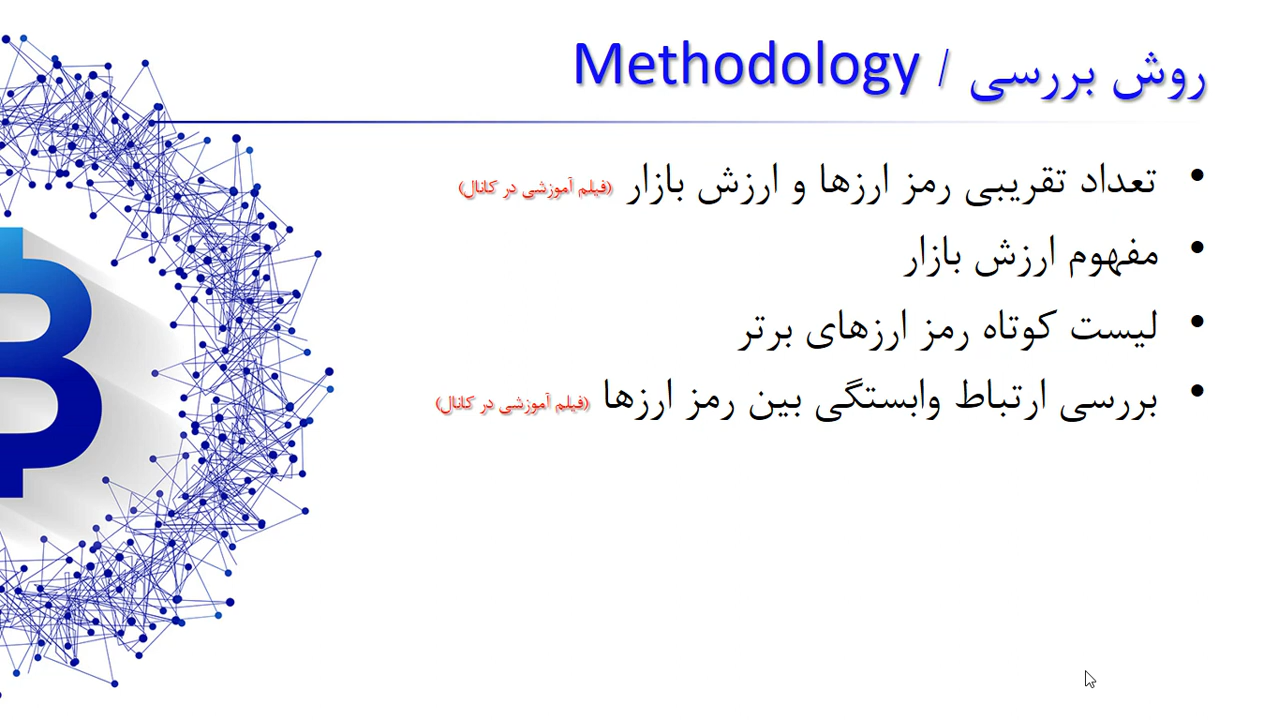 روش بررسی / Methodology
• تعداد تقریبی رمز ارزها و ارزش بازار (فیلم آموزشی در کانال)
• مفهوم ارزش بازار
• لیست کوتاه رمز ارزهای برتر
• بررسی ارتباط وابستگی بین رمز ارزها (فیلم آموزشی در کانال)